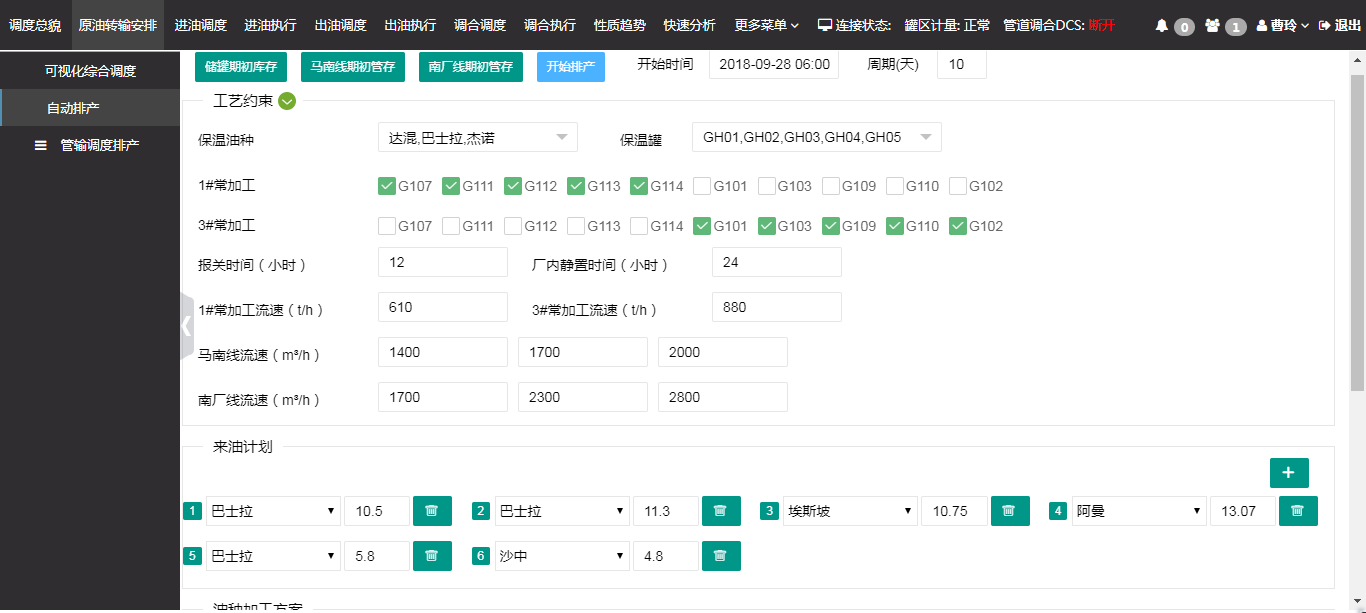 调度总貌 原油转输安排 进油调度 进油执行 出油调度 出油执行 调合调度 调合执行 性质趋势 快速分析 更多菜单 连接状态: 罐区计量: 正常 管道调合DCS: 断开 0 1 曹玲 退出
可视化综合调度
自动排产
管输调度排产
储罐期初库存 马南线期初管存 南厂线期初管存 开始排产 开始时间 2018-09-28 06:00 周期(天) 10
工艺约束
保温油种 达混,巴士拉,杰诺 保温罐 GH01,GH02,GH03,GH04,GH05
1#常加工 G107 G111 G112 G113 G114 G101 G103 G109 G110 G102
3#常加工 G107 G111 G112 G113 G114 G101 G103 G109 G110 G102
报关时间（小时） 12 厂内静置时间（小时） 24
1#常加工流速（t/h） 610 3#常加工流速（t/h） 880
马南线流速（m³/h） 1400 1700 2000
南厂线流速（m³/h） 1700 2300 2800
来油计划
1 巴士拉 10.5 2 巴士拉 11.3 3 埃斯坡 10.75 4 阿曼 13.07
5 巴士拉 5.8 6 沙中 4.8
油种加工方案